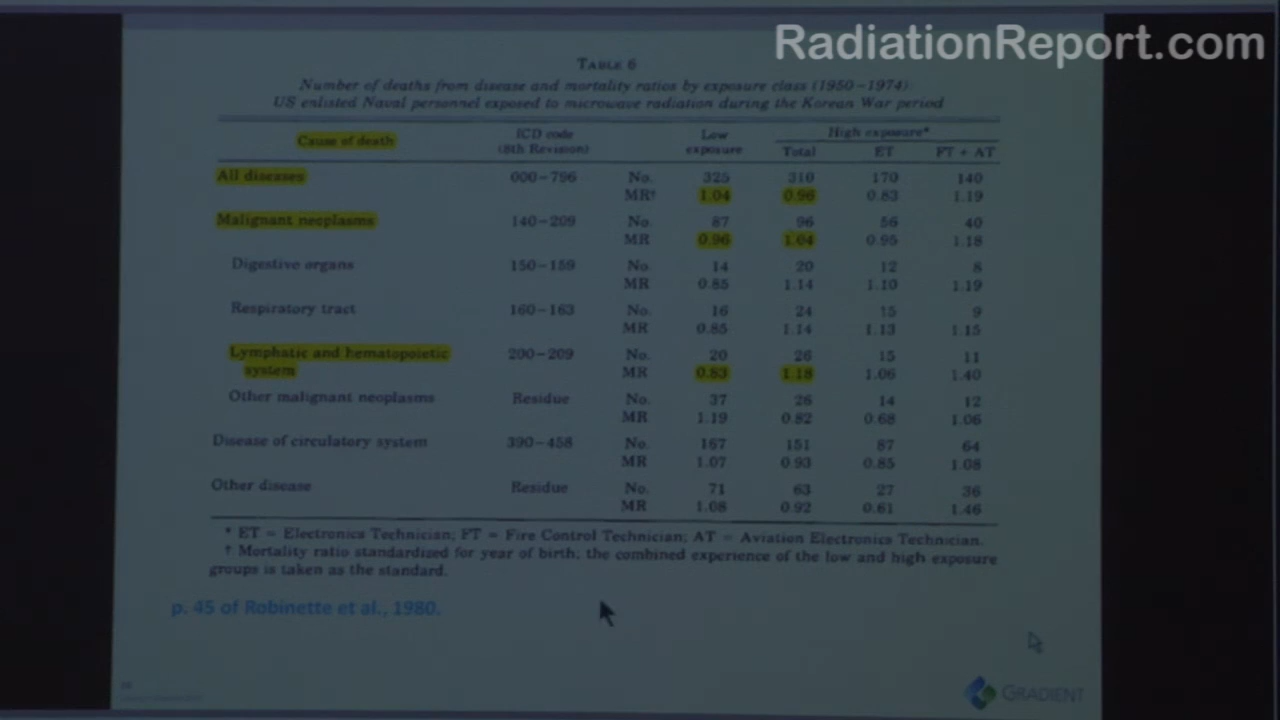 RadiationReport.com
TABLE 6
Number of deaths from disease and mortality ratios by exposure class (1950–1974):
US enlisted Naval personnel exposed to microwave radiation during the Korean War period
Cause of death ICD code (8th Revision) Low exposure High exposure*
Total ET FT + AT
All diseases 000–796 No. 325 310 170 140
MR† 1.04 0.96 0.83 1.19
Malignant neoplasms 140–209 No. 87 96 56 40
MR 0.96 1.04 0.95 1.18
Digestive organs 150–159 No. 14 20 12 8
MR 0.85 1.14 1.10 1.19
Respiratory tract 160–163 No. 16 24 15 9
MR 0.85 1.14 1.13 1.15
Lymphatic and hematopoietic 200–209 No. 20 26 15 11
system MR 0.83 1.18 1.06 1.40
Other malignant neoplasms Residue No. 37 26 14 12
MR 1.19 0.82 0.68 1.06
Disease of circulatory system 390–458 No. 167 151 87 64
MR 1.07 0.93 0.85 1.08
Other disease Residue No. 71 63 27 36
MR 1.08 0.92 0.61 1.46
* ET = Electronics Technician; FT = Fire Control Technician; AT = Aviation Electronics Technician.
† Mortality ratio standardized for year of birth; the combined experience of the low and high exposure
groups is taken as the standard.
p. 45 of Robinette et al., 1980.
GRADIENT